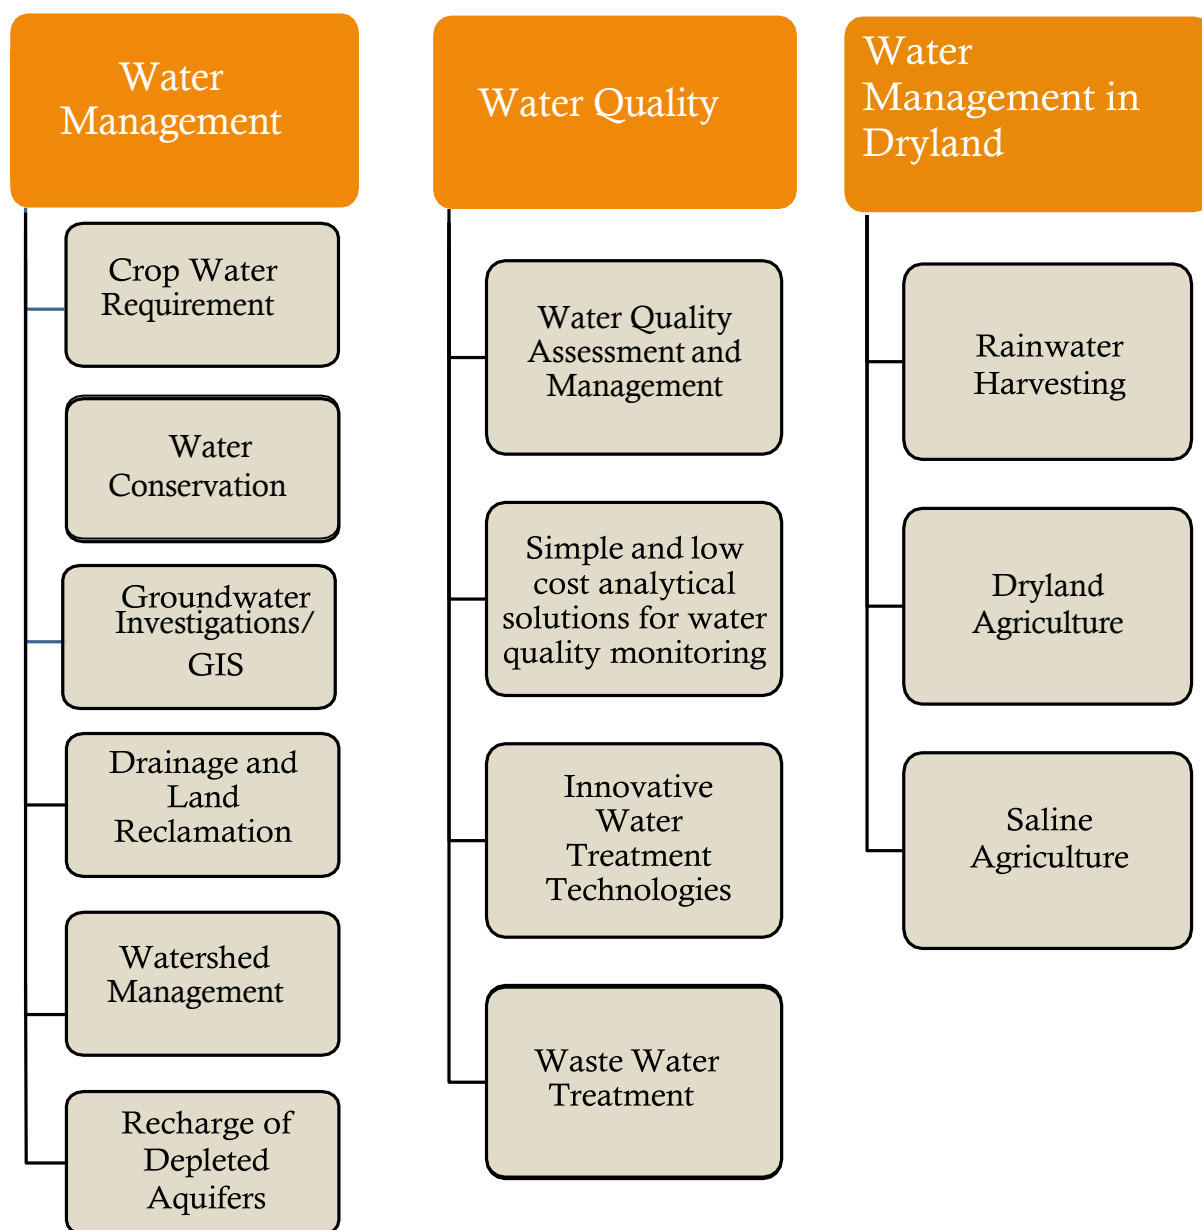 Water
Management
Crop Water
Requirement
Water
Conservation
Groundwater
Investigations/
GIS
Drainage and
Land
Reclamation
Watershed
Management
Recharge of
Depleted
Aquifers
Water Quality
Water Quality
Assessment and
Management
Simple and low
cost analytical
solutions for water
quality monitoring
Innovative
Water
Treatment
Technologies
Waste Water
Treatment
Water
Management in
Dryland
Rainwater
Harvesting
Dryland
Agriculture
Saline
Agriculture